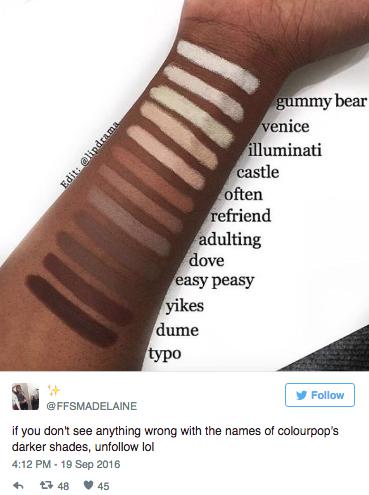 gummy bear
venice
illuminati
castle
often
refriend
adulting
dove
easy peasy
yikes
dume
typo
Edit: @lindrama
✨
@FFSMADELAINE
Follow
if you don't see anything wrong with the names of colourpop's
darker shades, unfollow lol
4:12 PM - 19 Sep 2016
48 45